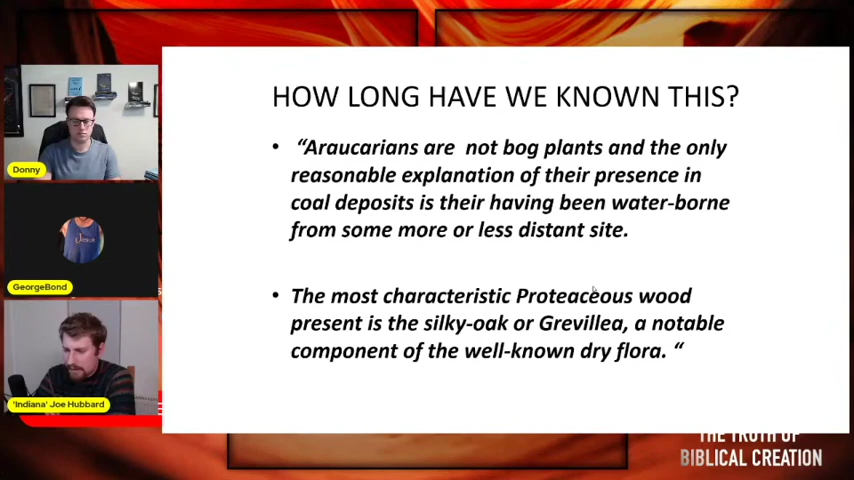 HOW LONG HAVE WE KNOWN THIS?
• “Araucarians are not bog plants and the only
reasonable explanation of their presence in
coal deposits is their having been water-borne
from some more or less distant site.
• The most characteristic Proteaceous wood
present is the silky-oak or Grevillea, a notable
component of the well-known dry flora. “
Donny
Jesus
GeorgeBond
'Indiana' Joe Hubbard
THE TRUTH OF
BIBLICAL CREATION